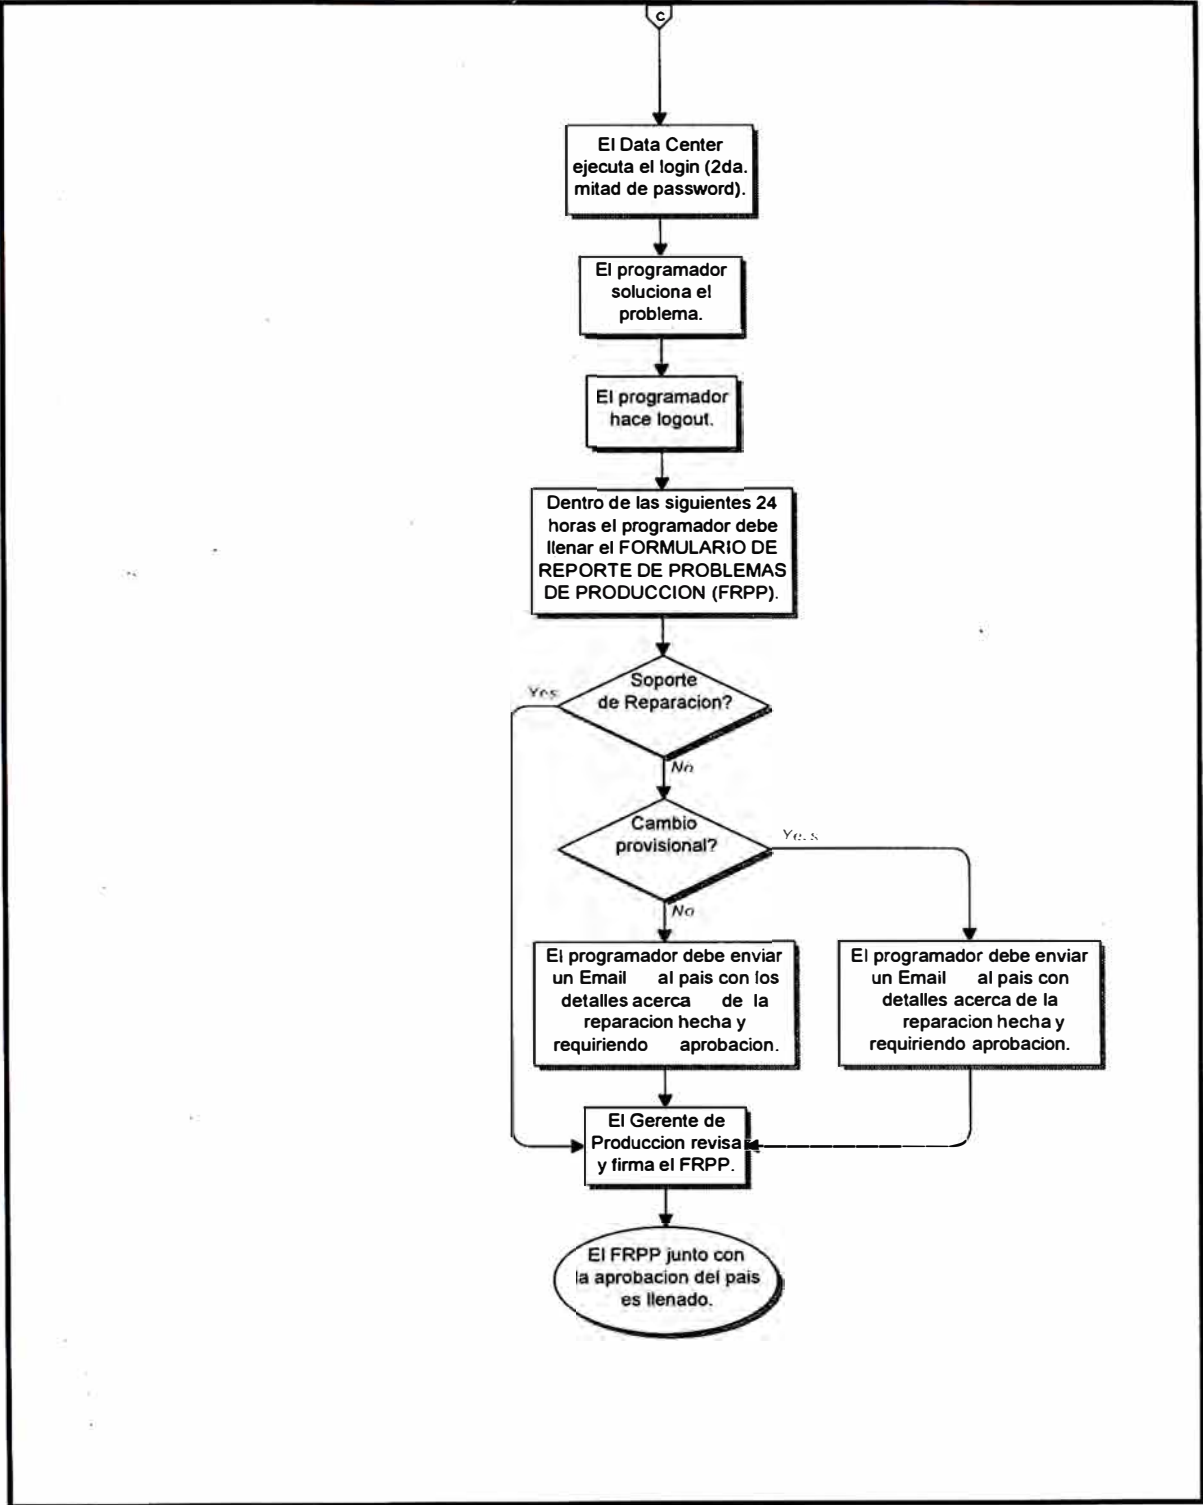 C
El Data Center
ejecuta el login (2da.
mitad de password).
El programador
soluciona el
problema.
El programador
hace logout.
Dentro de las siguientes 24
horas el programador debe
llenar el FORMULARIO DE
REPORTE DE PROBLEMAS
DE PRODUCCION (FRPP).
Soporte
de Reparacion?
Yes
No
Cambio
provisional?
Yes
No
El programador debe enviar
un Email al pais con los
detalles acerca de la
reparacion hecha y
requiriendo aprobacion.
El programador debe enviar
un Email al pais con
detalles acerca de la
reparacion hecha y
requiriendo aprobacion.
El Gerente de
Produccion revisa
y firma el FRPP.
El FRPP junto con
la aprobacion del pais
es llenado.